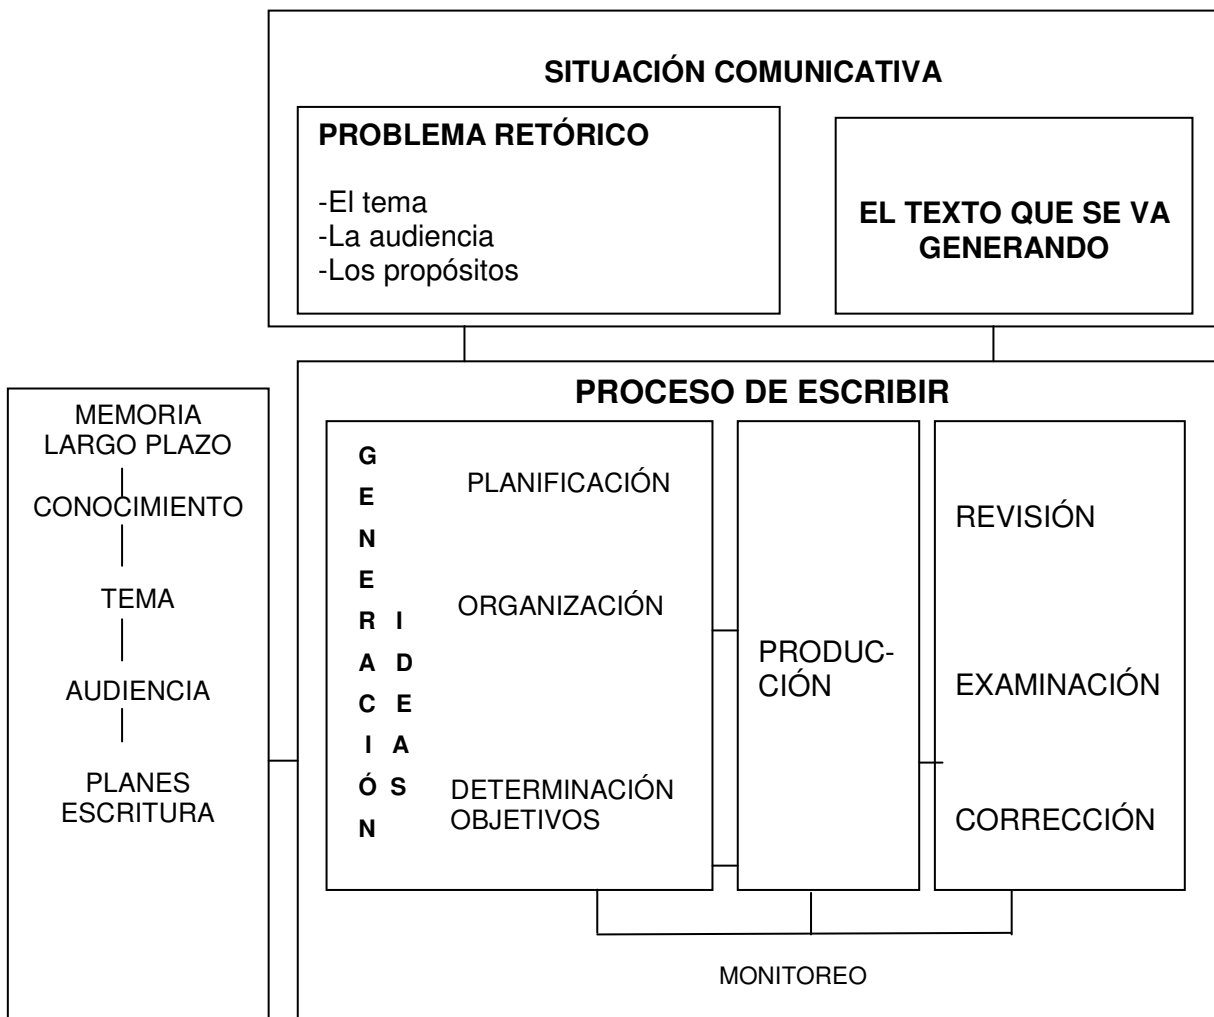 SITUACIÓN COMUNICATIVA
PROBLEMA RETÓRICO
-El tema
-La audiencia
-Los propósitos
EL TEXTO QUE SE VA
GENERANDO
MEMORIA
LARGO PLAZO
CONOCIMIENTO
TEMA
AUDIENCIA
PLANES
ESCRITURA
PROCESO DE ESCRIBIR
GENERACIÓN
IDEAS
PLANIFICACIÓN
ORGANIZACIÓN
DETERMINACIÓN
OBJETIVOS
PRODUC-
CIÓN
REVISIÓN
EXAMINACIÓN
CORRECCIÓN
MONITOREO